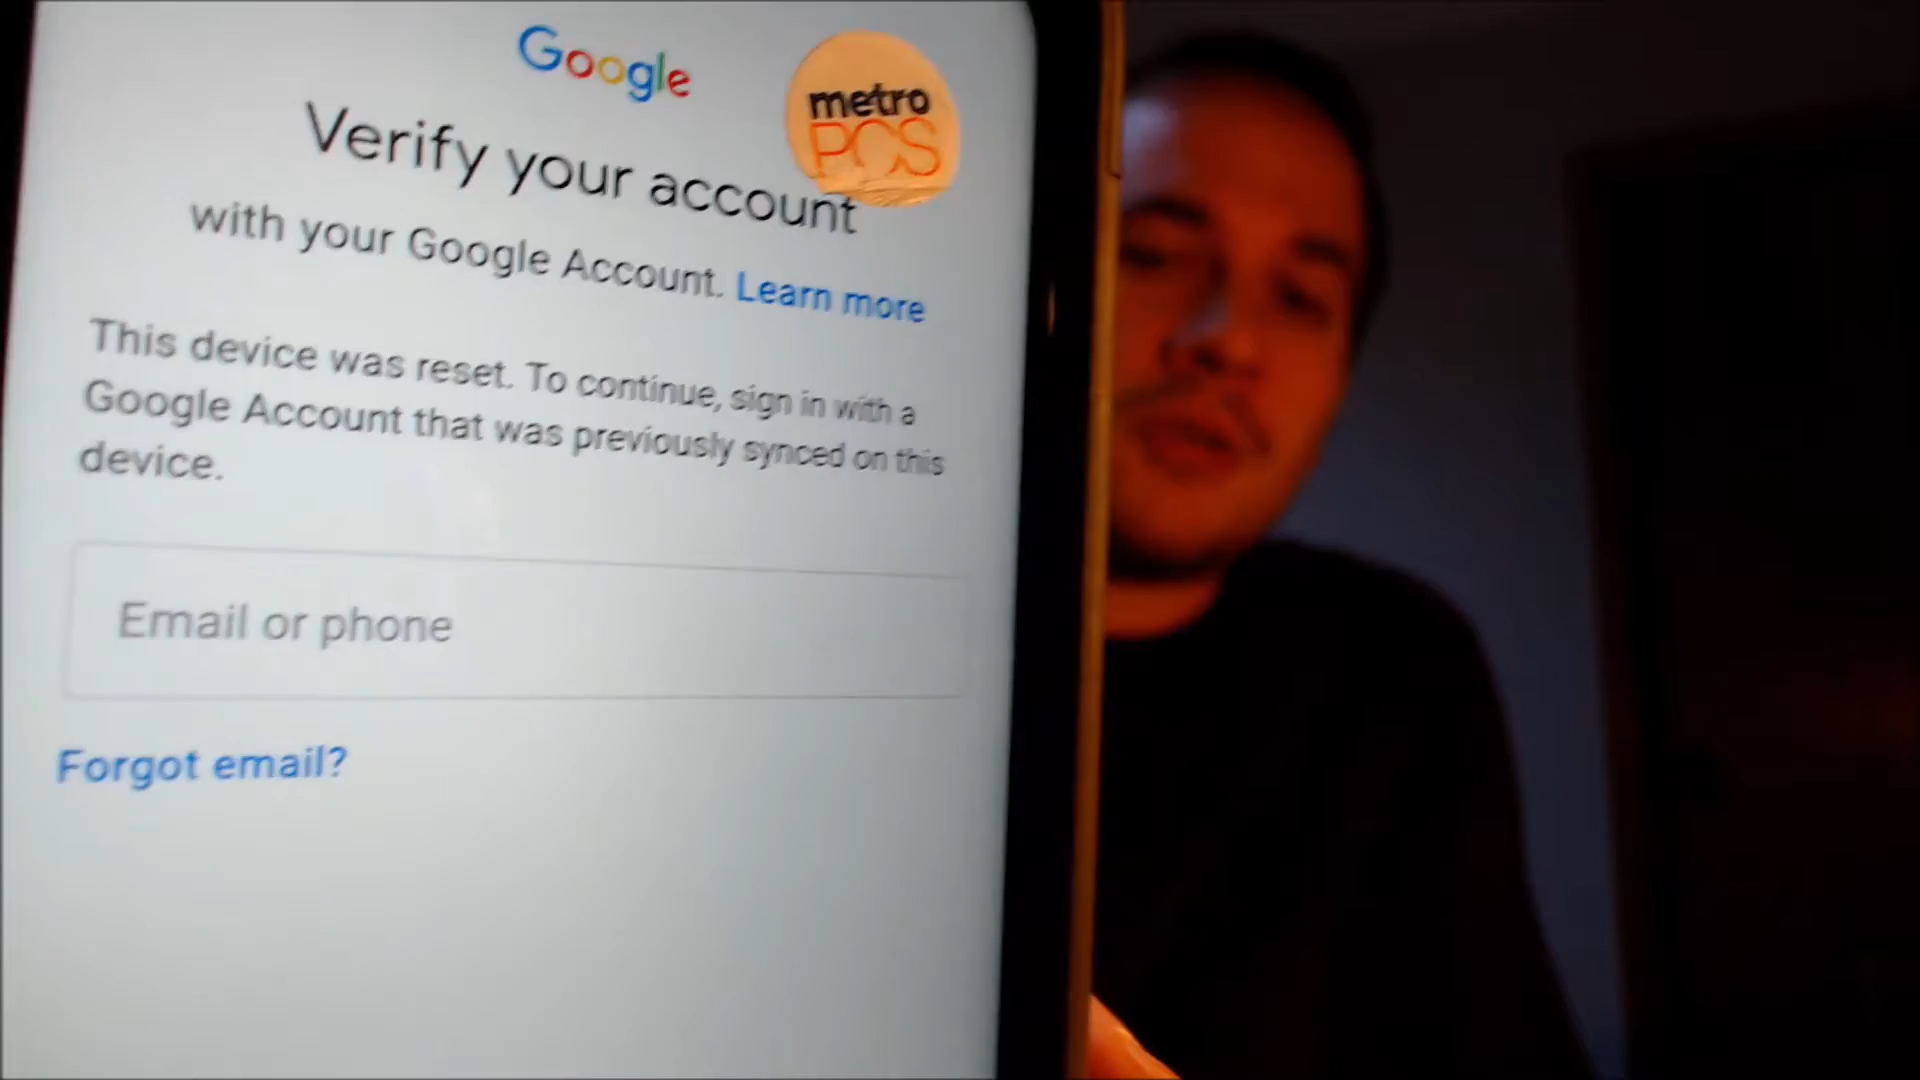 Google
metro
PCS
Verify your account
with your Google Account. Learn more
This device was reset. To continue, sign in with a
Google Account that was previously synced on this
device.
Email or phone
Forgot email?